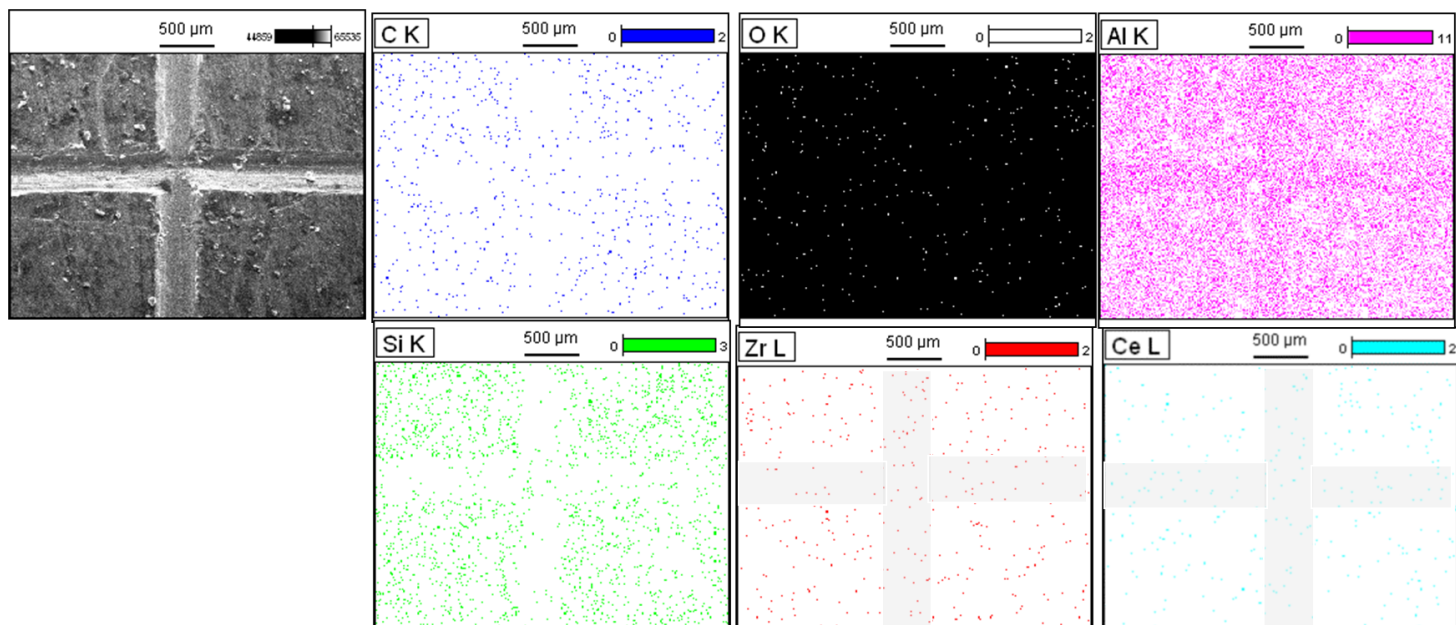 500 µm 44859 65535
C K 500 µm 0 2
O K 500 µm 0 2
Al K 500 µm 0 11
Si K 500 µm 0 3
Zr L 500 µm 0 2
Ce L 500 µm 0 2